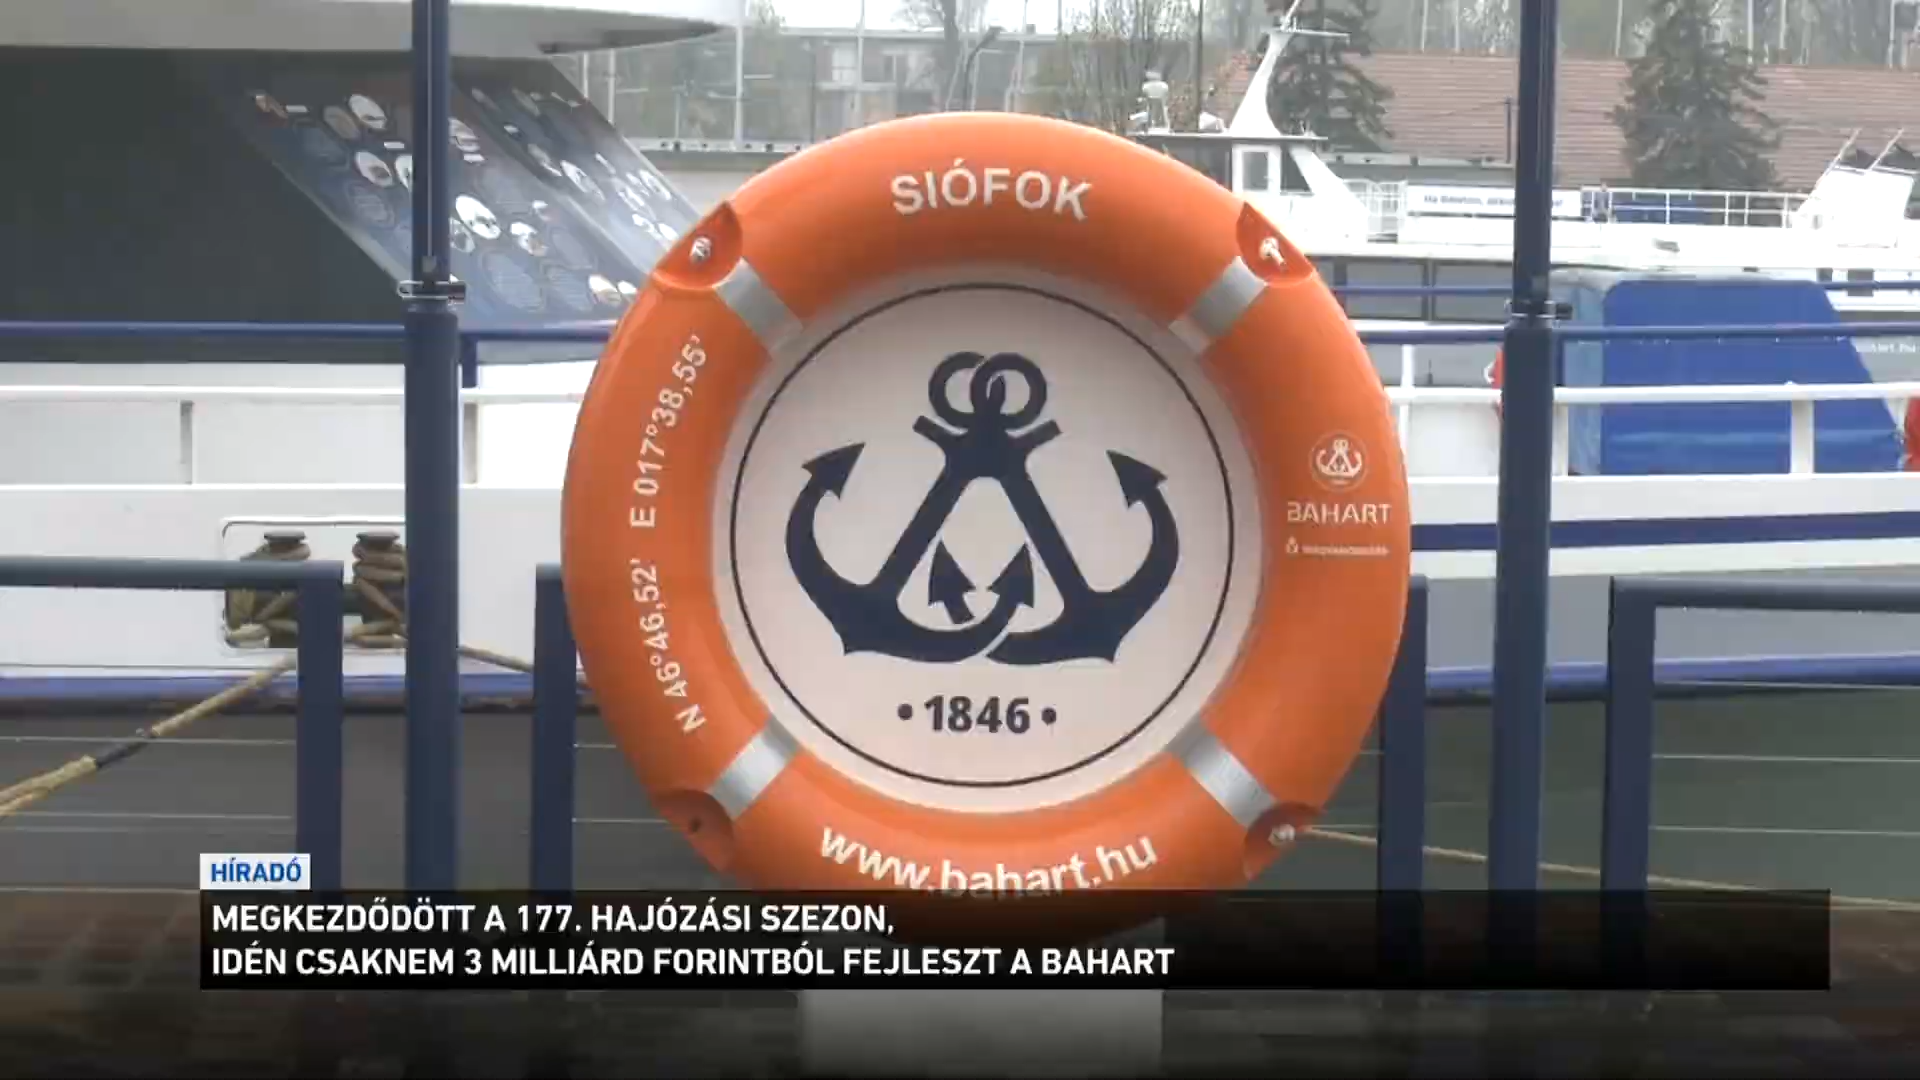 SIÓFOK
N 46°46,52' E 017°38,55'
BAHART
• 1846 •
www.bahart.hu
HÍRADÓ
MEGKEZDŐDÖTT A 177. HAJÓZÁSI SZEZON,
IDÉN CSAKNEM 3 MILLIÁRD FORINTBÓL FEJLESZT A BAHART